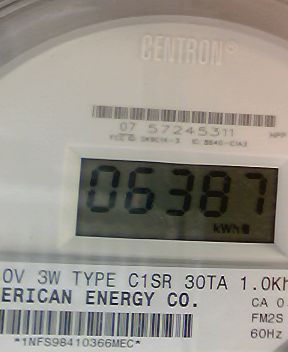 CENTRON®
07 57245311
06387
kWh
0V 3W TYPE C1SR 30TA 1.0Kh
ERICAN ENERGY CO.
CA 0
FM2S
60Hz
*1NFS98410366MEC*